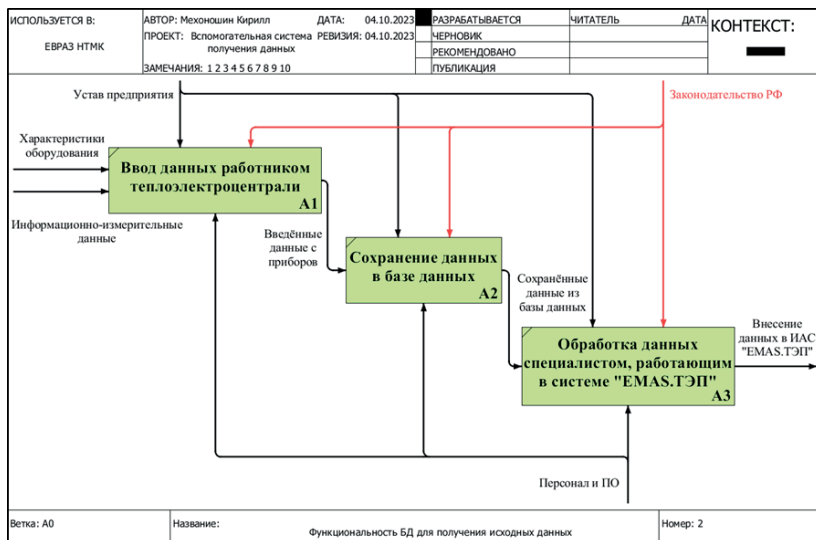 ИСПОЛЬЗУЕТСЯ В:
ЕВРАЗ НТМК
АВТОР: Мехоношин Кирилл
ДАТА: 04.10.2023
ПРОЕКТ: Вспомогательная система
получения данных
РЕВИЗИЯ: 04.10.2023
ЗАМЕЧАНИЯ: 1 2 3 4 5 6 7 8 9 10
РАЗРАБАТЫВАЕТСЯ
ЧЕРНОВИК
РЕКОМЕНДОВАНО
ПУБЛИКАЦИЯ
ЧИТАТЕЛЬ
ДАТА
КОНТЕКСТ:
Устав предприятия
Законодательство РФ
Характеристики
оборудования
Информационно-измерительные
данные
Ввод данных работником
теплоэлектроцентрали
A1
Введённые
данные с
приборов
Сохранение данных
в базе данных
A2
Сохранённые
данные из
базы данных
Обработка данных
специалистом, работающим
в системе "EMAS.ТЭП"
A3
Внесение
данных в ИАС
"EMAS.ТЭП"
Персонал и ПО
Ветка: A0
Название:
Функциональность БД для получения исходных данных
Номер: 2